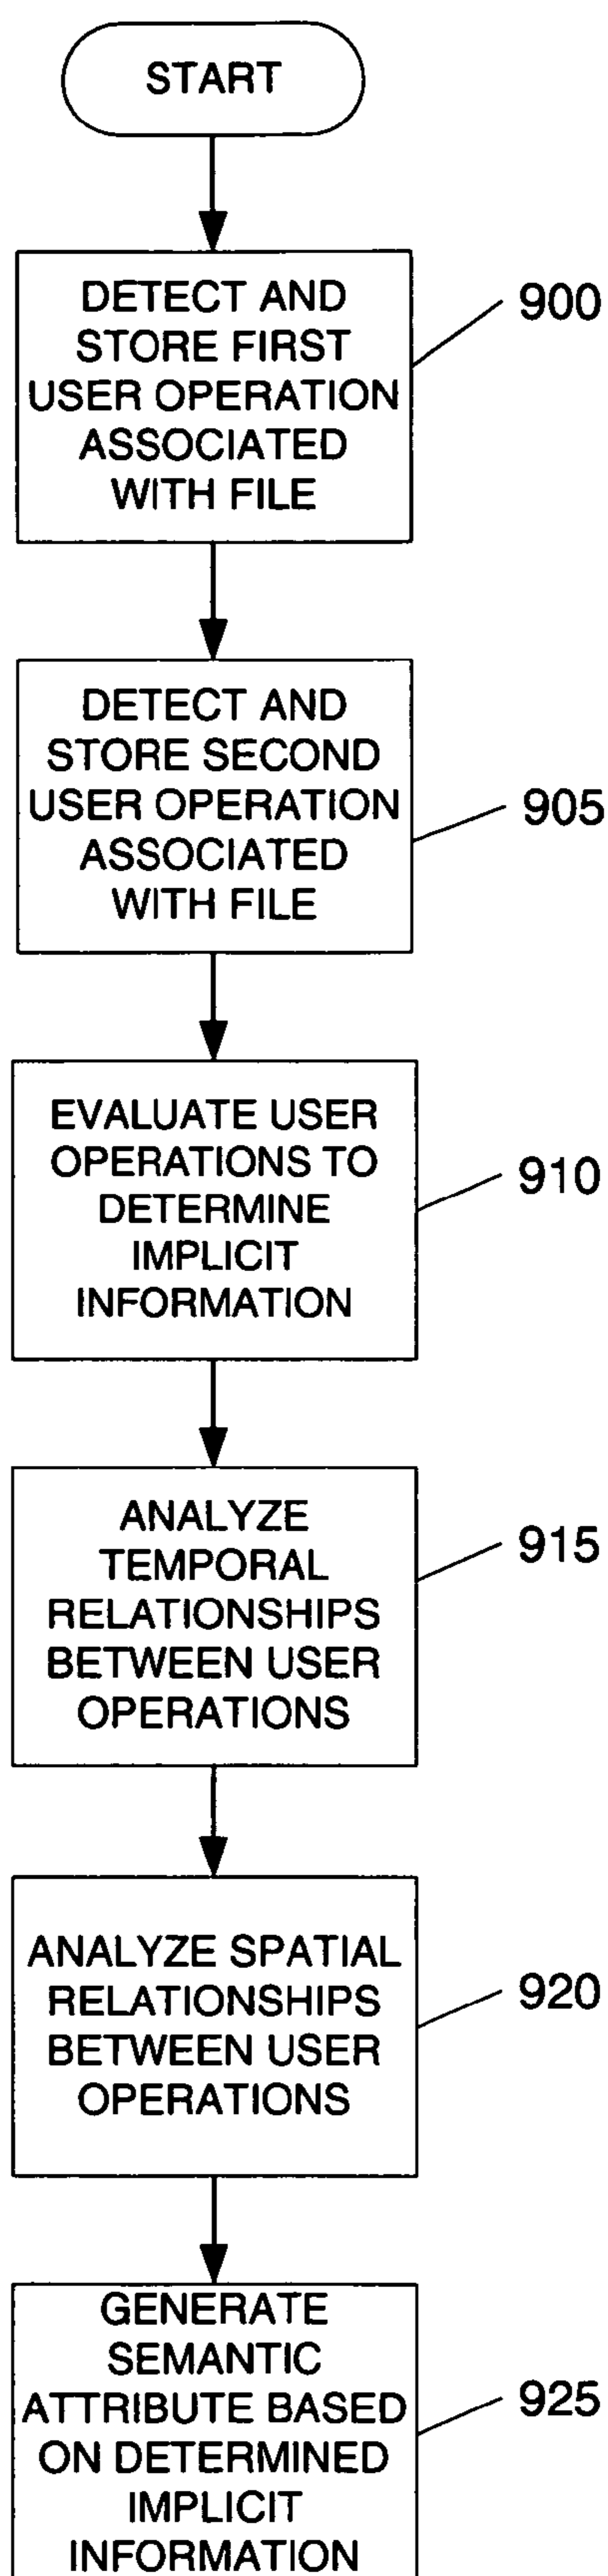 START
DETECT AND
STORE FIRST
USER OPERATION
ASSOCIATED
WITH FILE
900
DETECT AND
STORE SECOND
USER OPERATION
ASSOCIATED
WITH FILE
905
EVALUATE USER
OPERATIONS TO
DETERMINE
IMPLICIT
INFORMATION
910
ANALYZE
TEMPORAL
RELATIONSHIPS
BETWEEN USER
OPERATIONS
915
ANALYZE SPATIAL
RELATIONSHIPS
BETWEEN USER
OPERATIONS
920
GENERATE
SEMANTIC
ATTRIBUTE BASED
ON DETERMINED
IMPLICIT
INFORMATION
925